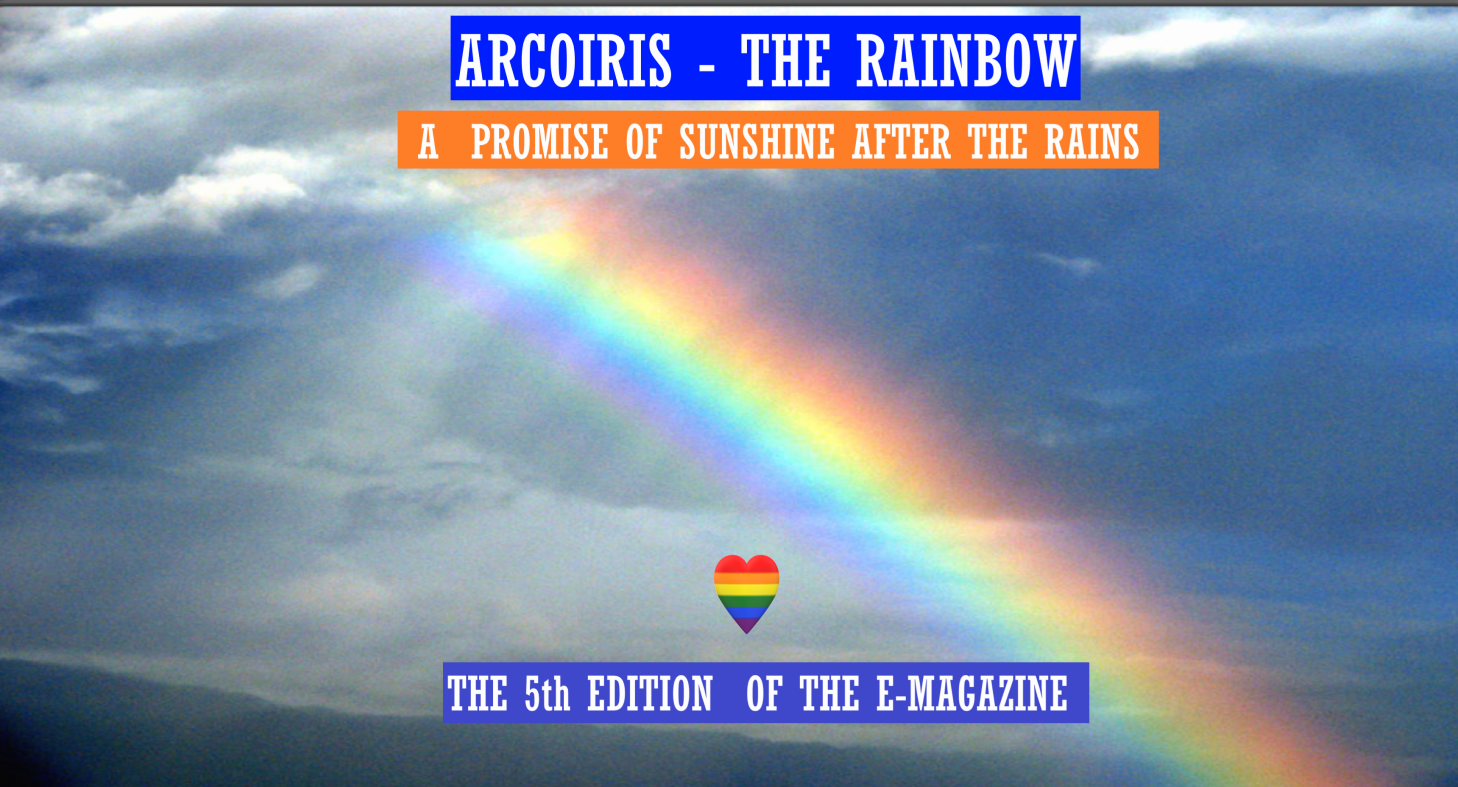 ARCOIRIS - THE RAINBOW
A PROMISE OF SUNSHINE AFTER THE RAINS
THE 5th EDITION OF THE E-MAGAZINE